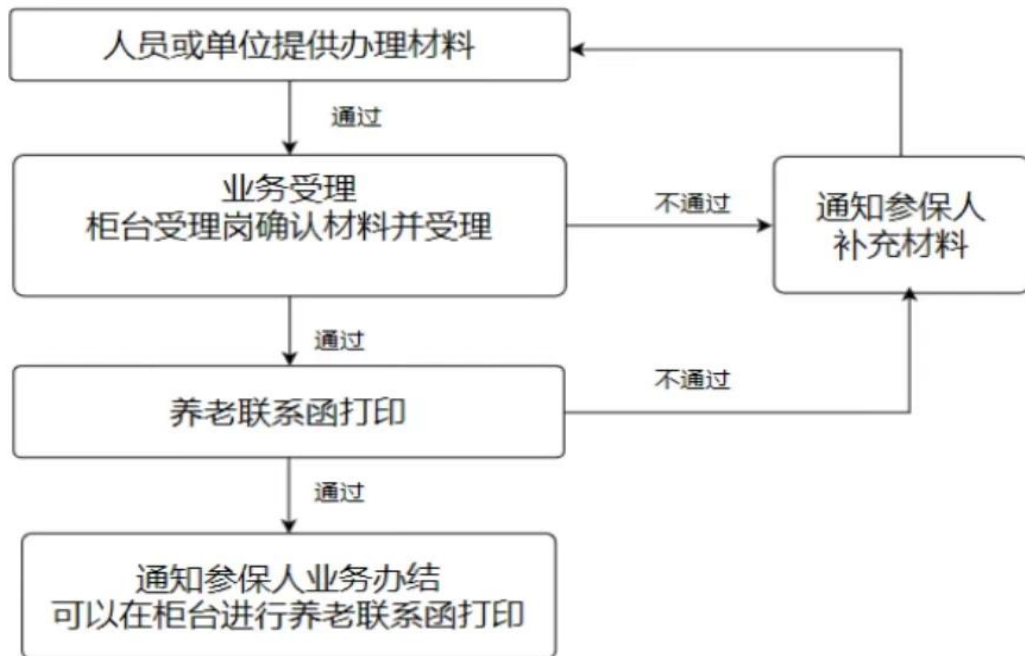 人员或单位提供办理材料
通过
业务受理
柜台受理岗确认材料并受理
不通过
通知参保人
补充材料
通过
养老联系函打印
不通过
通过
通知参保人业务办结
可以在柜台进行养老联系函打印